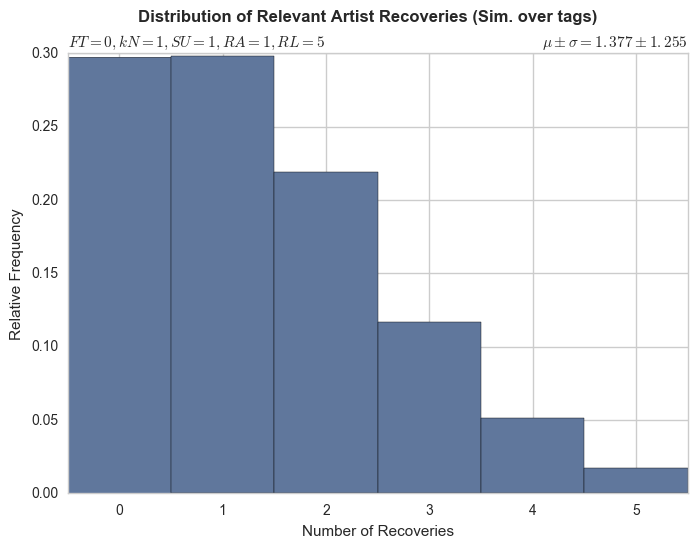 Distribution of Relevant Artist Recoveries (Sim. over tags)
FT = 0, kN = 1, SU = 1, RA = 1, RL = 5
μ ± σ = 1.377 ± 1.255
0.30
0.25
0.20
0.15
0.10
0.05
0.00
Relative Frequency
0 1 2 3 4 5
Number of Recoveries